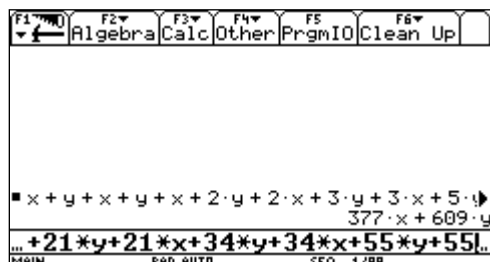 F1 F2 F3 F4 F5 F6
Algebra Calc Other PrgmIO Clean Up
x + y + x + y + x + 2·y + 2·x + 3·y + 3·x + 5·y
377·x + 609·y
… +21*y+21*x+34*y+34*x+55*y+55…
MAIN RAD AUTO SEQ 1/99